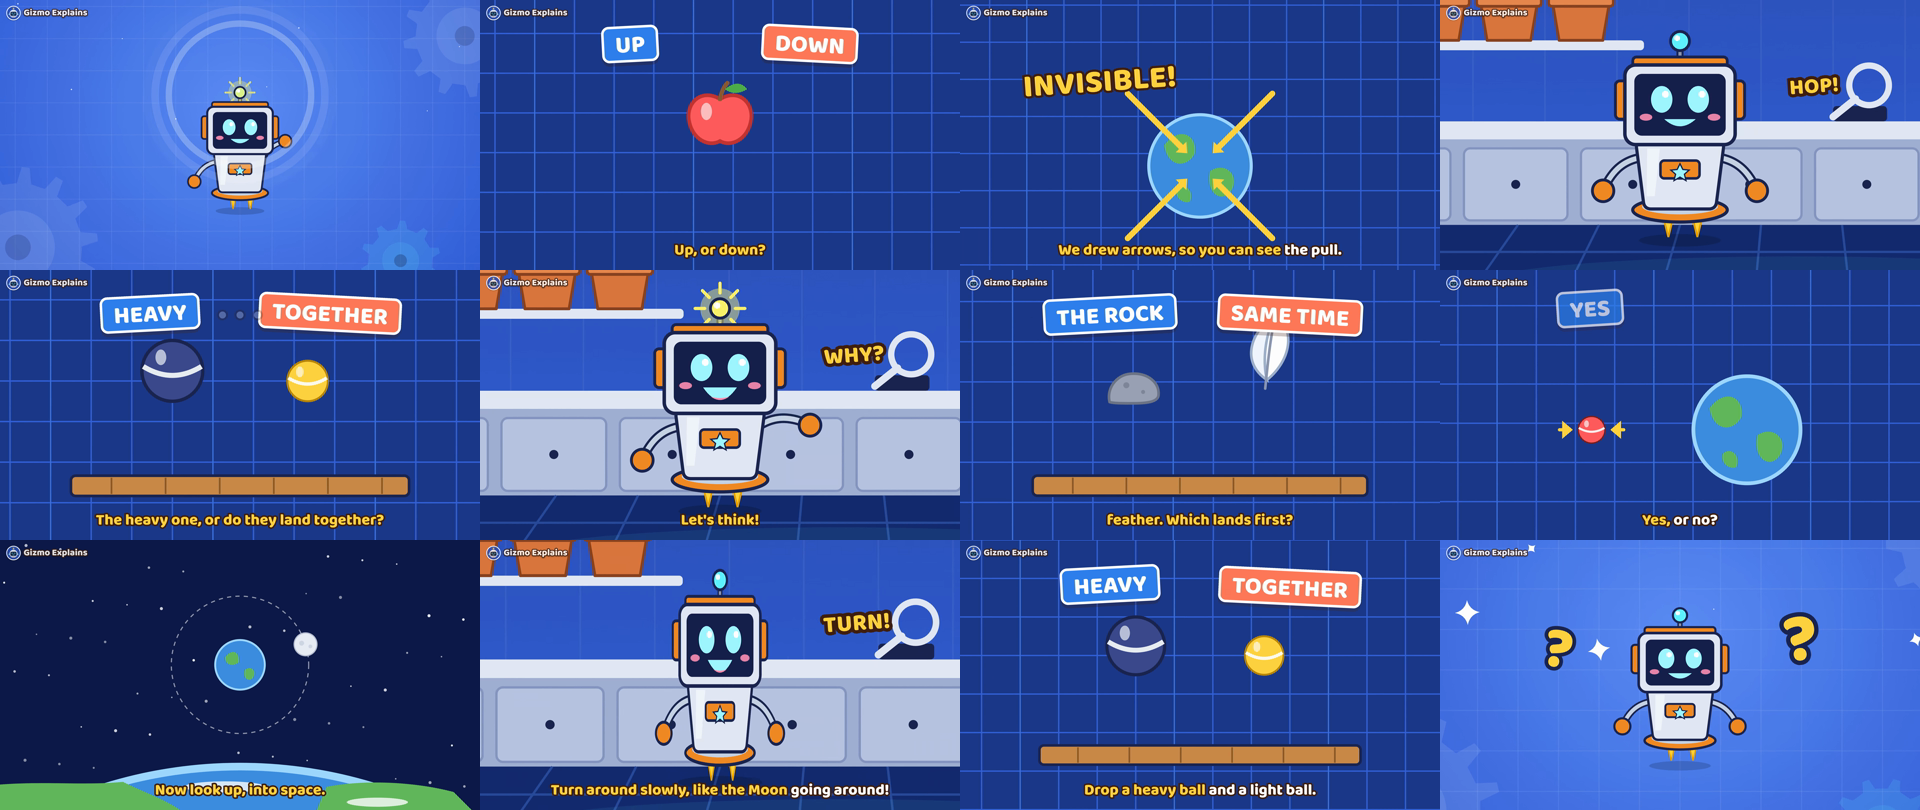 Gizmo Explains
Gizmo Explains
UP
DOWN
Up, or down?
Gizmo Explains
INVISIBLE!
We drew arrows, so you can see the pull.
Gizmo Explains
HOP!
Gizmo Explains
HEAVY
TOGETHER
The heavy one, or do they land together?
Gizmo Explains
WHY?
Let's think!
Gizmo Explains
THE ROCK
SAME TIME
feather. Which lands first?
Gizmo Explains
YES
Yes, or no?
Gizmo Explains
Now look up, into space.
Gizmo Explains
TURN!
Turn around slowly, like the Moon going around!
Gizmo Explains
HEAVY
TOGETHER
Drop a heavy ball and a light ball.
Gizmo Explains
? ?